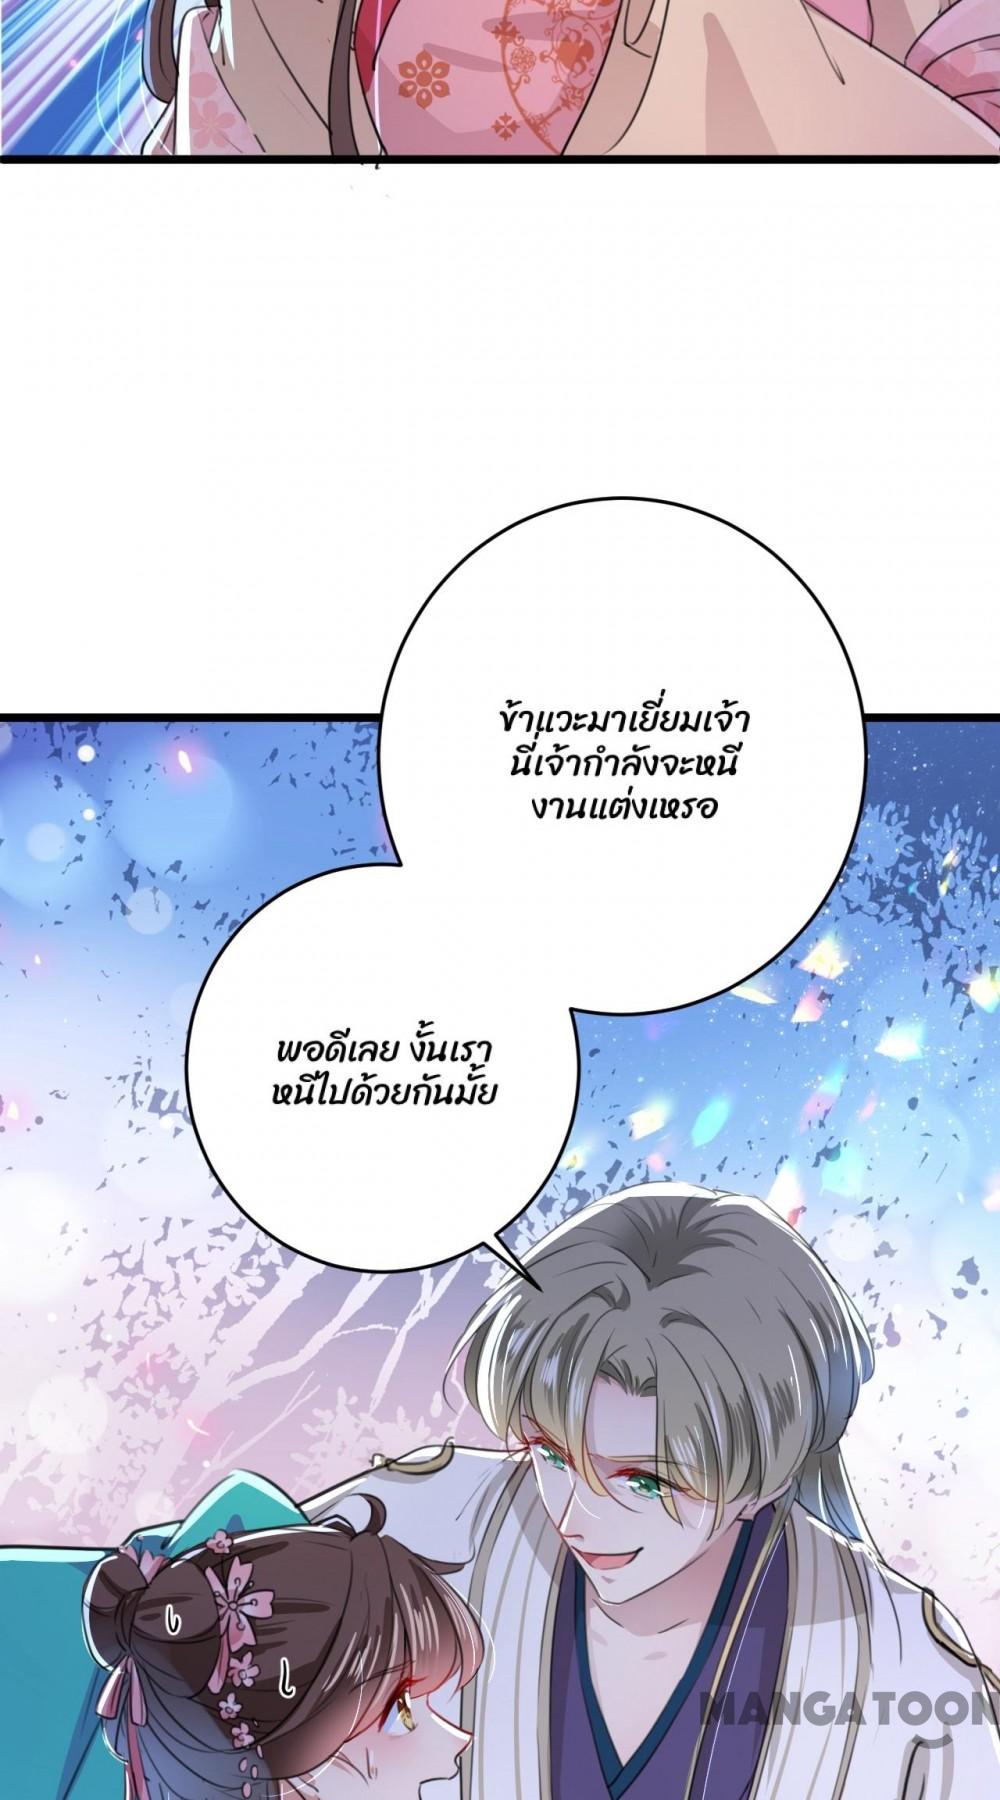 ข้าแวะมาเยี่ยมเจ้า
นี่เจ้ากำลังจะหนี
งานแต่งเหรอ
พอดีเลย งั้นเรา
หนีไปด้วยกันมั้ย
MANGATOON